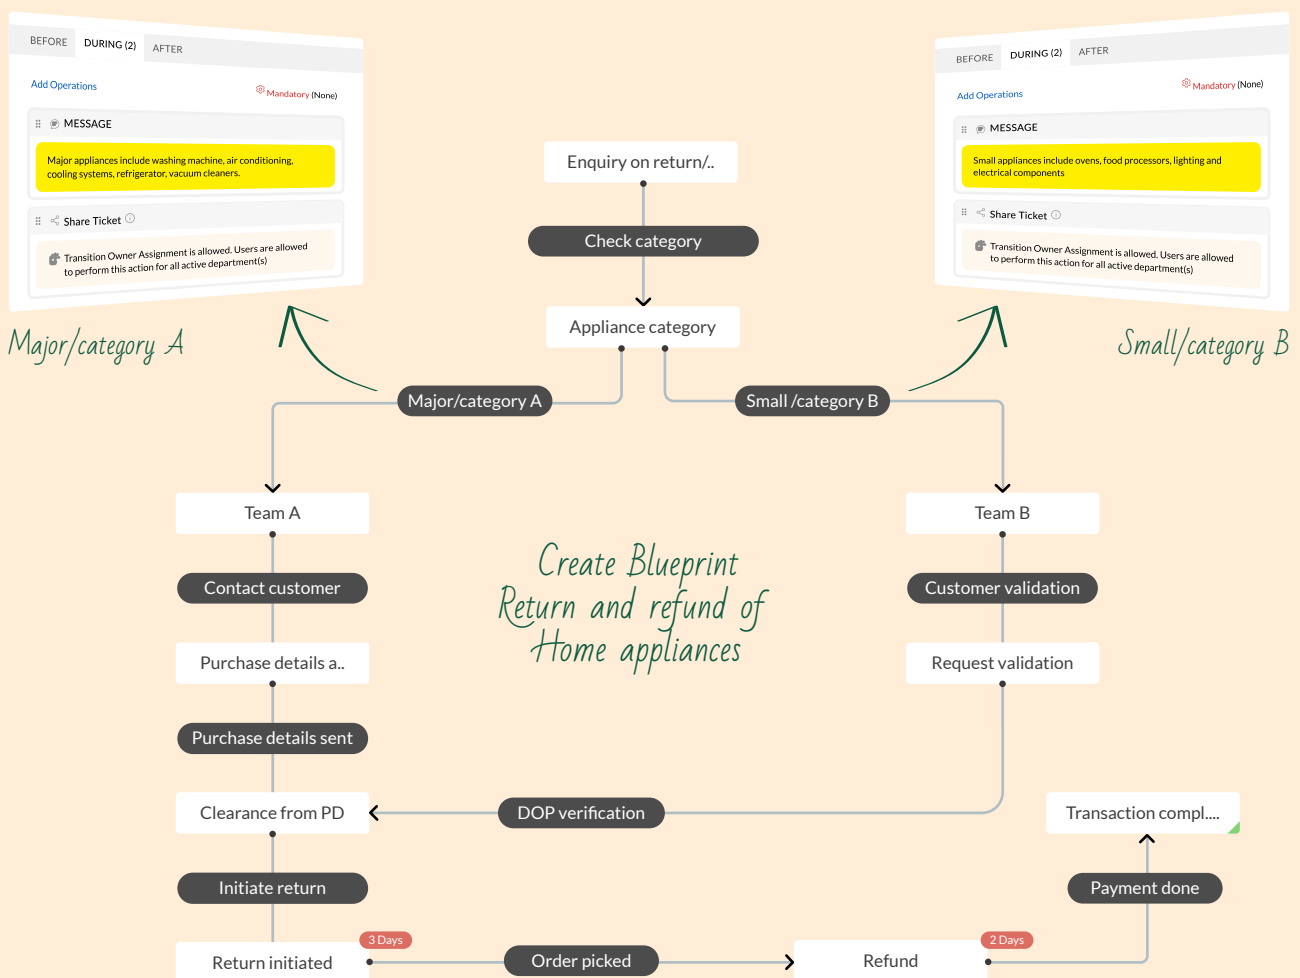 BEFORE DURING (2) AFTER
Add Operations
Mandatory (None)
MESSAGE
Major appliances include washing machine, air conditioning,
cooling systems, refrigerator, vacuum cleaners.
Share Ticket
Transition Owner Assignment is allowed. Users are allowed
to perform this action for all active department(s)
Major/category A
BEFORE DURING (2) AFTER
Add Operations
Mandatory (None)
MESSAGE
Small appliances include ovens, food processors, lighting and
electrical components
Share Ticket
Transition Owner Assignment is allowed. Users are allowed
to perform this action for all active department(s)
Small/category B
Enquiry on return/..
Check category
Appliance category
Major/category A
Small /category B
Team A
Team B
Contact customer
Customer validation
Create Blueprint
Return and refund of
Home appliances
Purchase details a..
Request validation
Purchase details sent
Clearance from PD
DOP verification
Transaction compl....
Initiate return
Payment done
3 Days
2 Days
Return initiated
Order picked
Refund